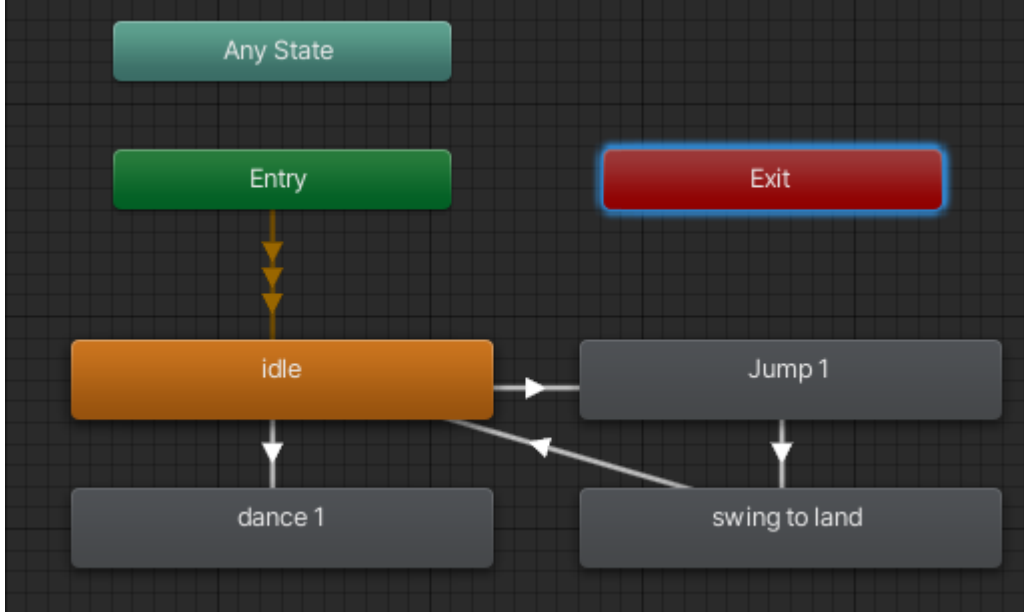 Any State
Entry
Exit
idle
Jump 1
dance 1
swing to land